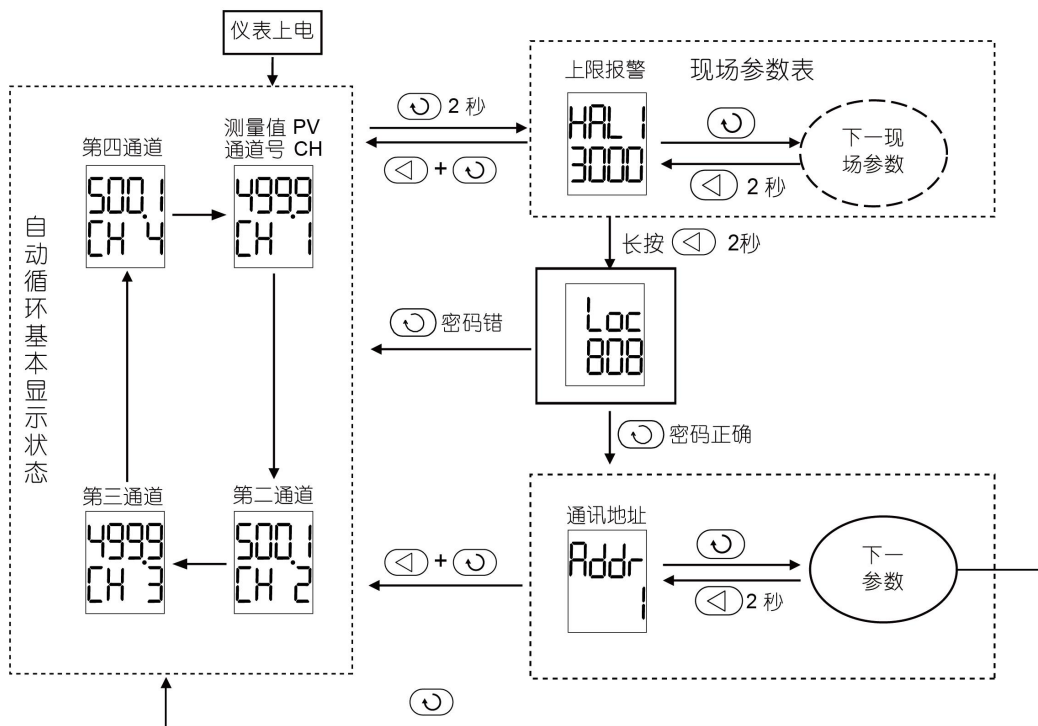 仪表上电
自动循环基本显示状态
第四通道
500.1
CH 4
测量值 PV
通道号 CH
499.9
CH 1
第三通道
499.9
CH 3
第二通道
500.1
CH 2
2 秒
+
上限报警
现场参数表
HAL1
3000
2 秒
下一现
场参数
长按
2秒
Loc
808
密码错
密码正确
+
通讯地址
Addr
1
2 秒
下一
参数